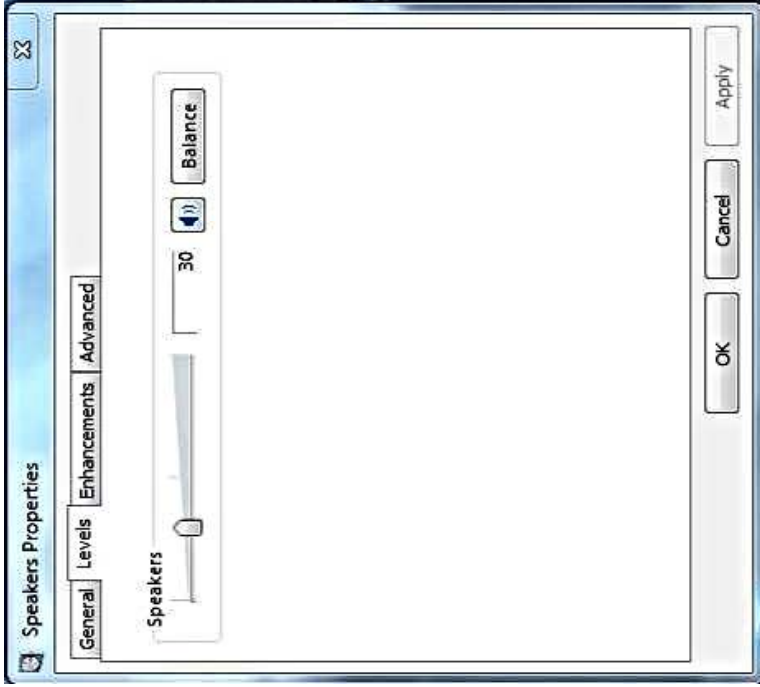 Speakers Properties
General Levels Enhancements Advanced
Speakers
30 Balance
OK Cancel Apply